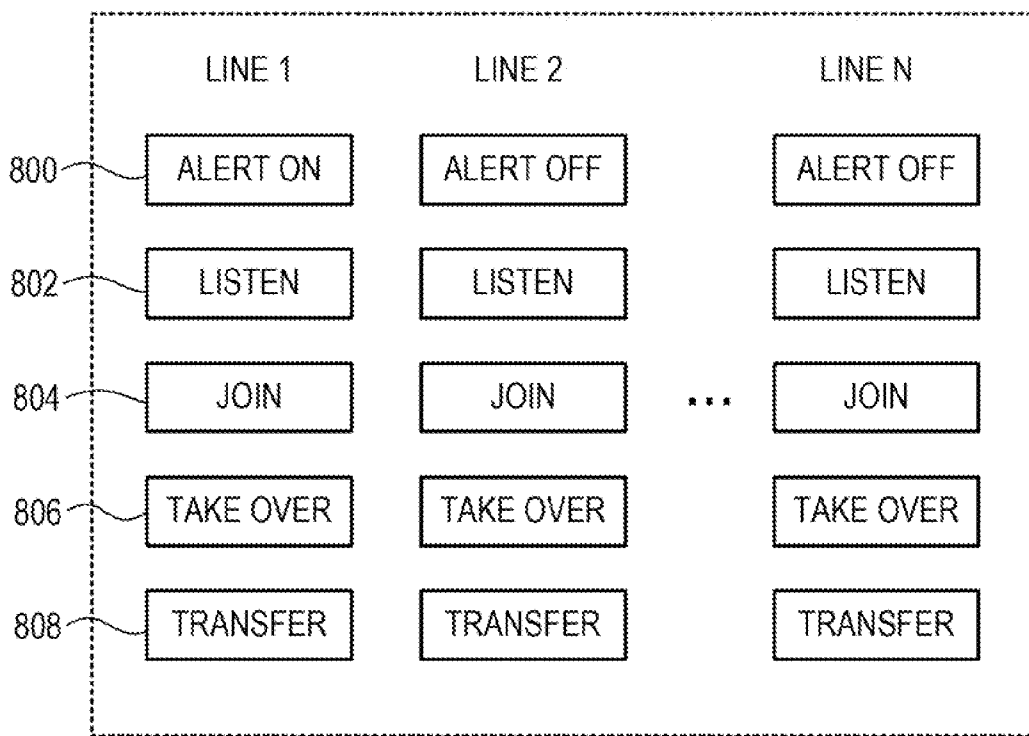 LINE 1 LINE 2 LINE N
800 ALERT ON ALERT OFF ALERT OFF
802 LISTEN LISTEN LISTEN
804 JOIN JOIN ... JOIN
806 TAKE OVER TAKE OVER TAKE OVER
808 TRANSFER TRANSFER TRANSFER